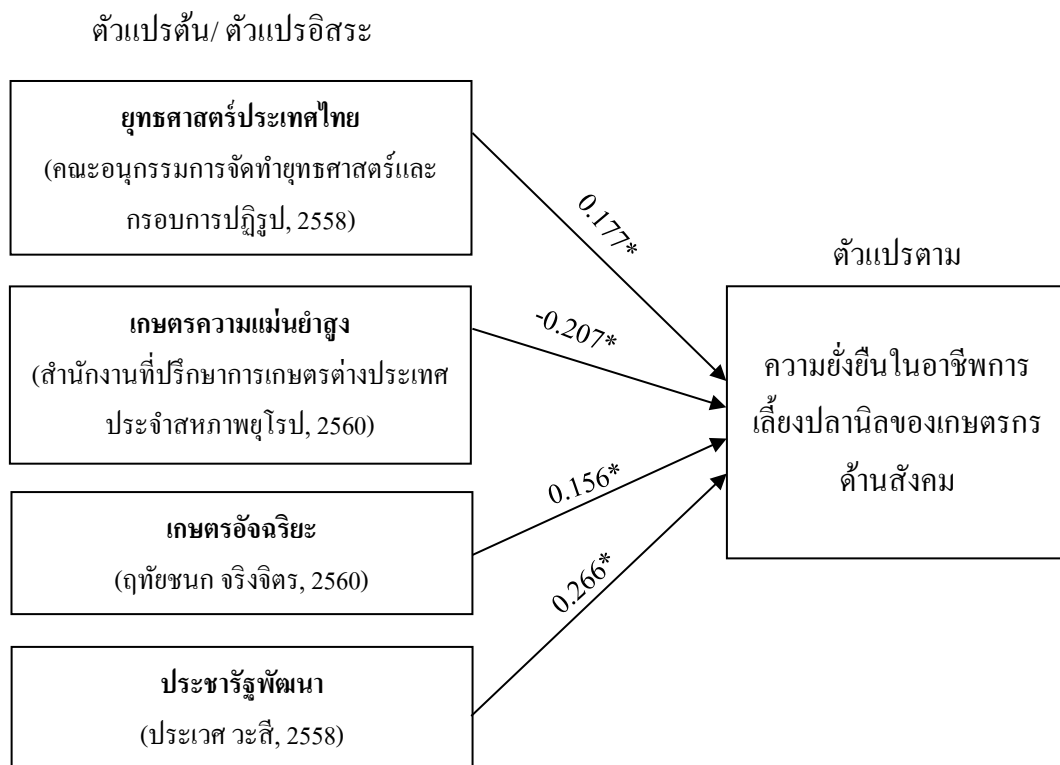 ตัวแปรต้น/ ตัวแปรอิสระ
ยุทธศาสตร์ประเทศไทย
(คณะอนุกรรมการจัดทำยุทธศาสตร์และ
กรอบการปฏิรูป, 2558)
0.177*
เกษตรความแม่นยำสูง
(สำนักงานที่ปรึกษาการเกษตรต่างประเทศ
ประจำสหภาพยุโรป, 2560)
-0.207*
เกษตรอัจฉริยะ
(ฤทัยชนก จริงจิตร, 2560)
0.156*
ประชารัฐพัฒนา
(ประเวศ วะสี, 2558)
0.266*
ตัวแปรตาม
ความยั่งยืนในอาชีพการ
เลี้ยงปลานิลของเกษตรกร
ด้านสังคม